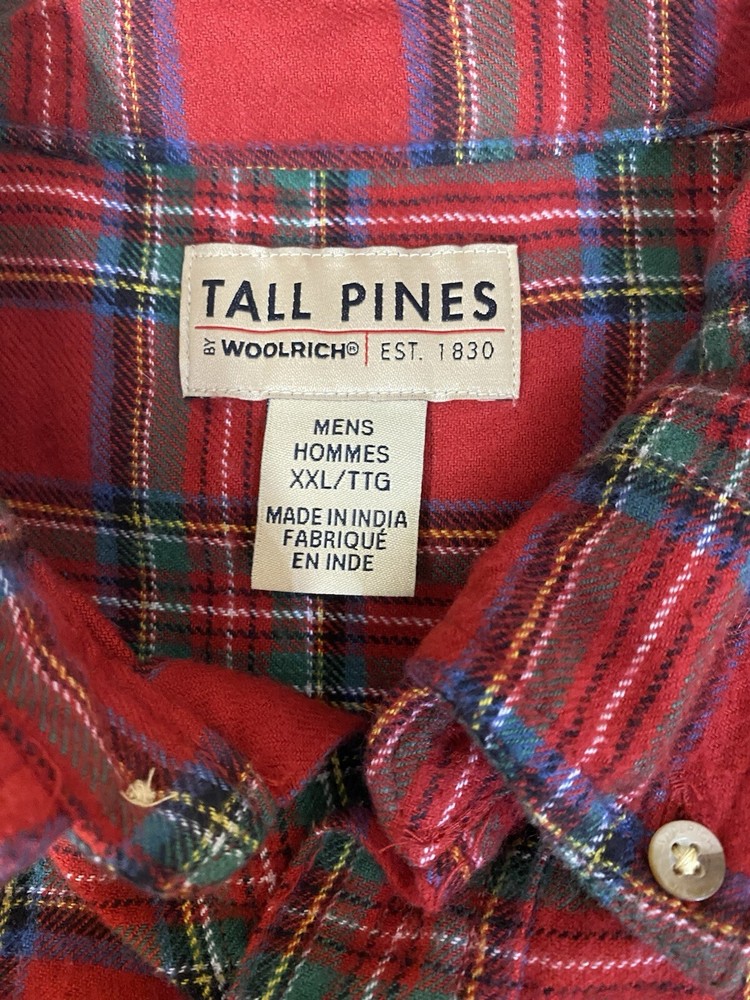 TALL PINES
BY WOOLRICH® EST. 1830
MENS
HOMMES
XXL/TTG
MADE IN INDIA
FABRIQUÉ
EN INDE